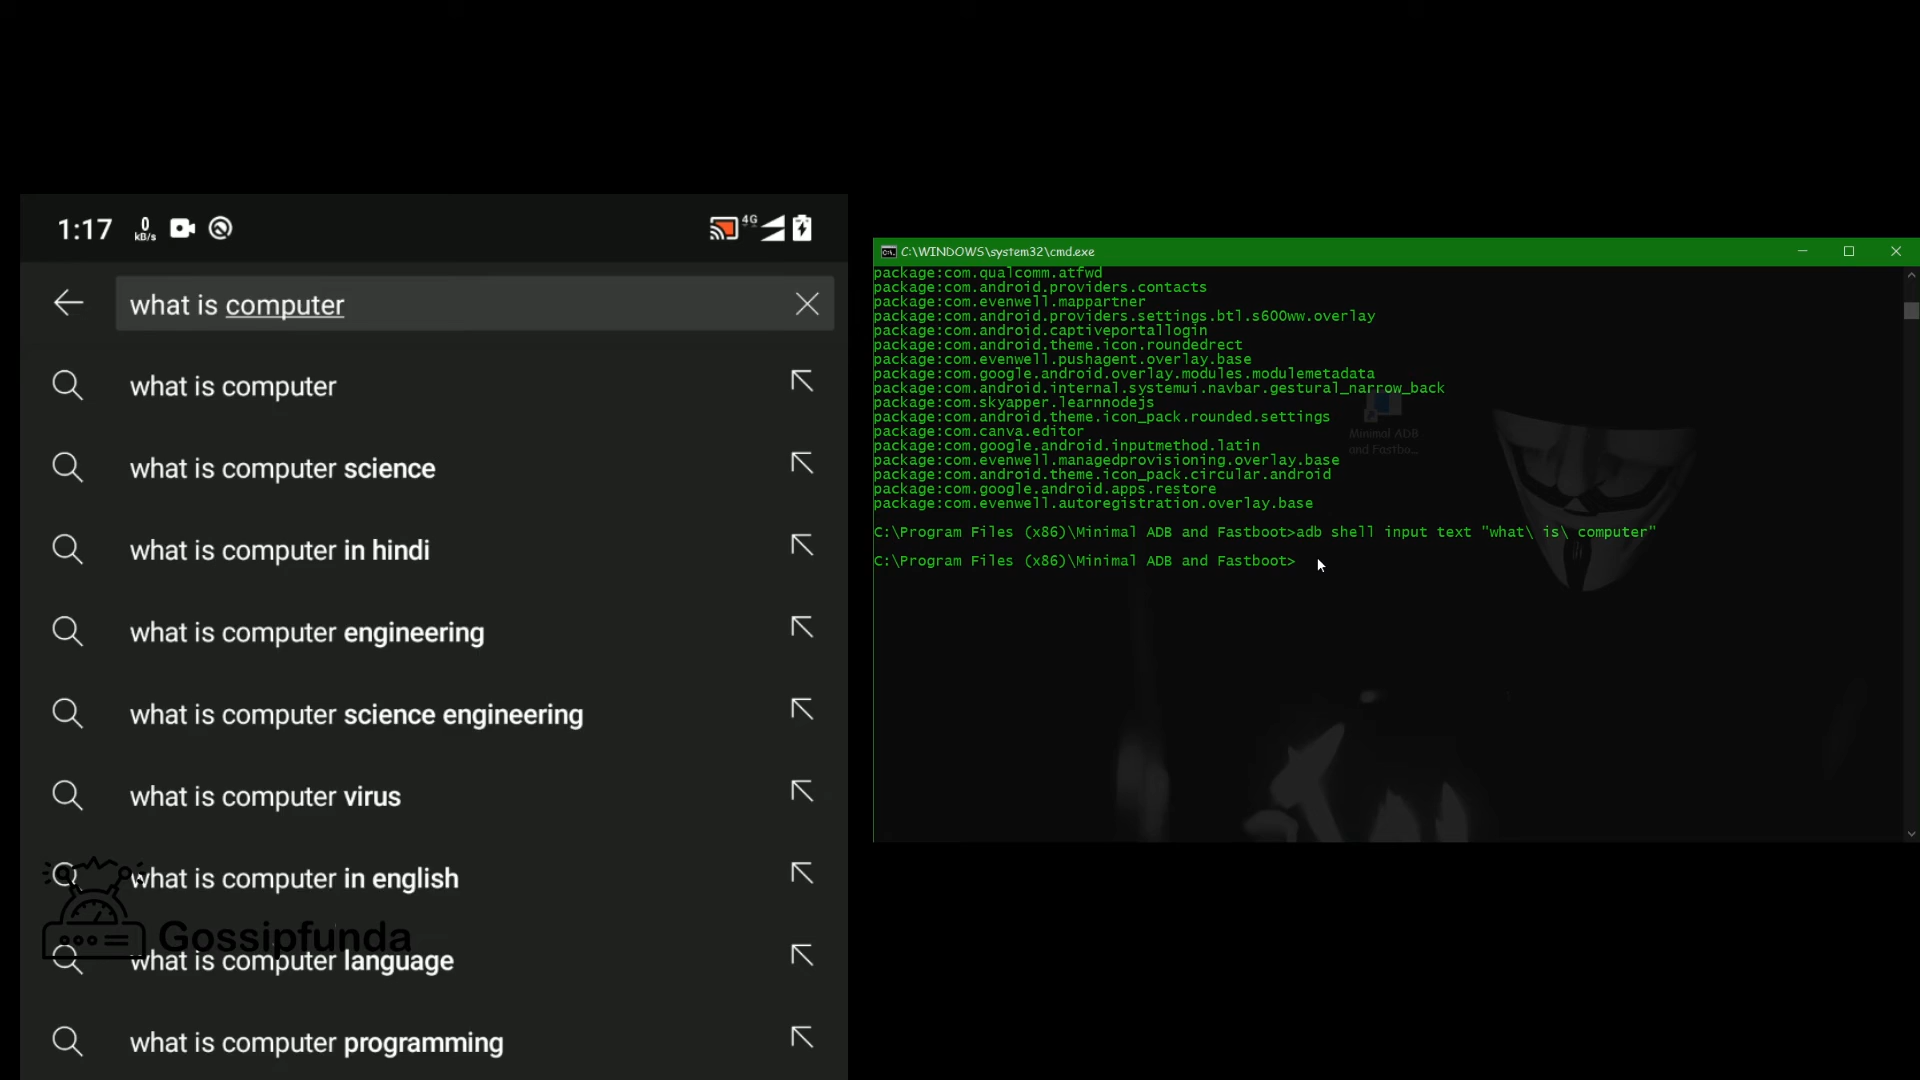 1:17
0
kB/s
4G
what is computer
what is computer
what is computer science
what is computer in hindi
what is computer engineering
what is computer science engineering
what is computer virus
what is computer in english
Gossipfunda
what is computer language
what is computer programming
C:\WINDOWS\system32\cmd.exe
package:com.qualcomm.atfwd
package:com.android.providers.contacts
package:com.evenwell.mappartner
package:com.android.providers.settings.btl.s600ww.overlay
package:com.android.captiveportallogin
package:com.android.theme.icon.roundedrect
package:com.evenwell.pushagent.overlay.base
package:com.google.android.overlay.modules.modulemetadata
package:com.android.internal.systemui.navbar.gestural_narrow_back
package:com.skyapper.learnnodejs
package:com.android.theme.icon_pack.rounded.settings
package:com.canva.editor
package:com.google.android.inputmethod.latin
package:com.evenwell.managedprovisioning.overlay.base
package:com.android.theme.icon_pack.circular.android
package:com.google.android.apps.restore
package:com.evenwell.autoregistration.overlay.base
Minimal ADB
and Fastbo...
C:\Program Files (x86)\Minimal ADB and Fastboot>adb shell input text "what\ is\ computer"
C:\Program Files (x86)\Minimal ADB and Fastboot>